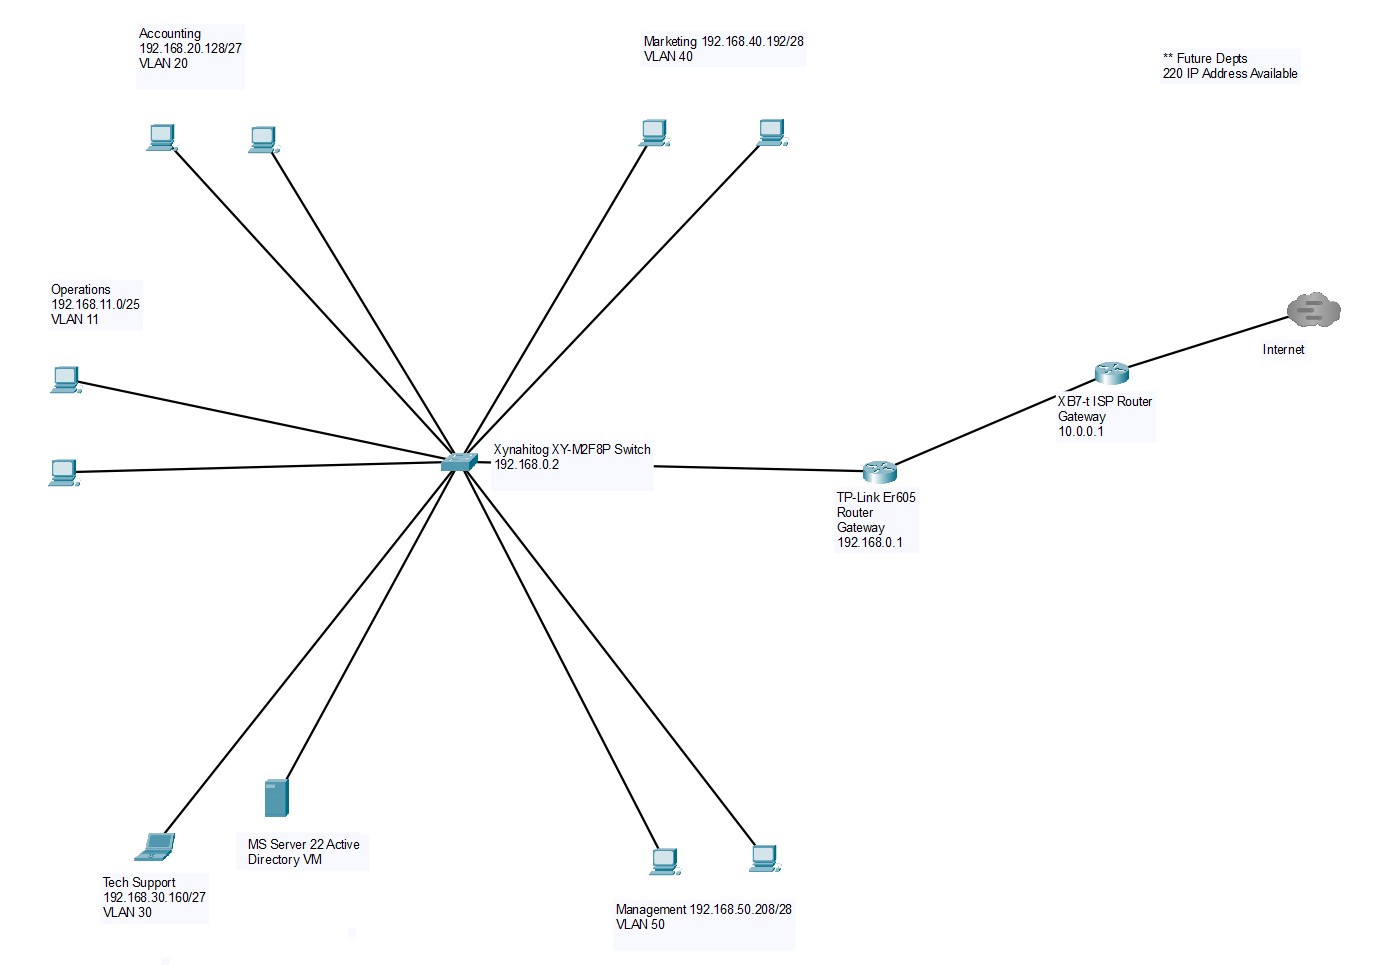 Accounting
192.168.20.128/27
VLAN 20
Marketing 192.168.40.192/28
VLAN 40
** Future Depts
220 IP Address Available
Operations
192.168.11.0/25
VLAN 11
Internet
XB7-t ISP Router
Gateway
10.0.0.1
Xynahitog XY-M2F8P Switch
192.168.0.2
TP-Link Er605
Router
Gateway
192.168.0.1
MS Server 22 Active
Directory VM
Tech Support
192.168.30.160/27
VLAN 30
Management 192.168.50.208/28
VLAN 50